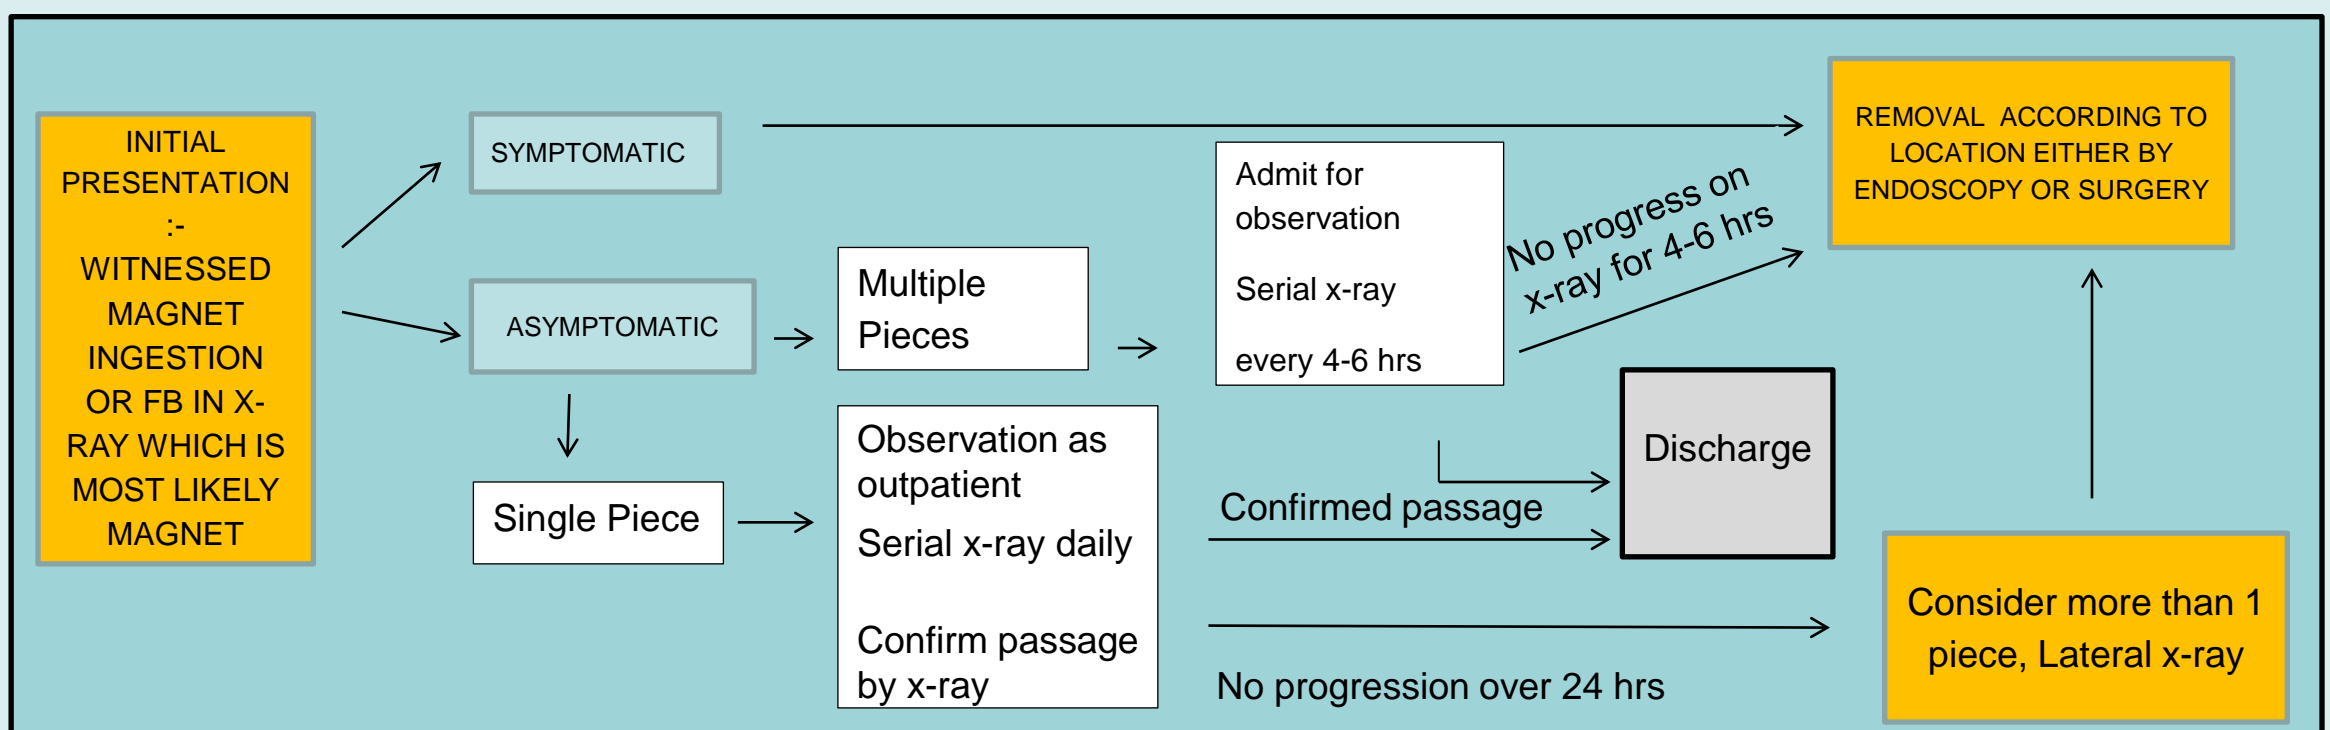 INITIAL
PRESENTATION
:-
WITNESSED
MAGNET
INGESTION
OR FB IN X-
RAY WHICH IS
MOST LIKELY
MAGNET
SYMPTOMATIC
ASYMPTOMATIC
Single Piece
Multiple
Pieces
Observation as
outpatient
Serial x-ray daily
Confirm passage
by x-ray
Admit for
observation
Serial x-ray
every 4-6 hrs
No progress on
x-ray for 4-6 hrs
Confirmed passage
No progression over 24 hrs
Discharge
REMOVAL ACCORDING TO
LOCATION EITHER BY
ENDOSCOPY OR SURGERY
Consider more than 1
piece, Lateral x-ray